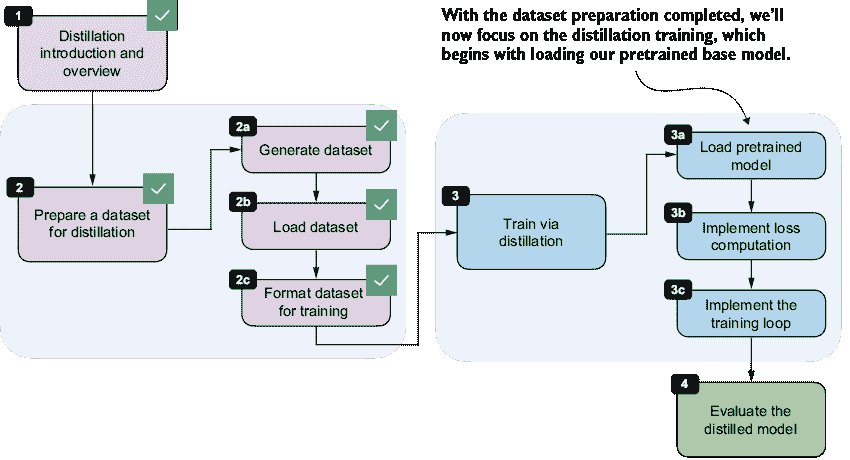 1
Distillation
introduction and
overview
With the dataset preparation completed, we'll
now focus on the distillation training, which
begins with loading our pretrained base model.
2
Prepare a dataset
for distillation
2a
Generate dataset
2b
Load dataset
2c
Format dataset
for training
3
Train via
distillation
3a
Load pretrained
model
3b
Implement loss
computation
3c
Implement the
training loop
4
Evaluate the
distilled model